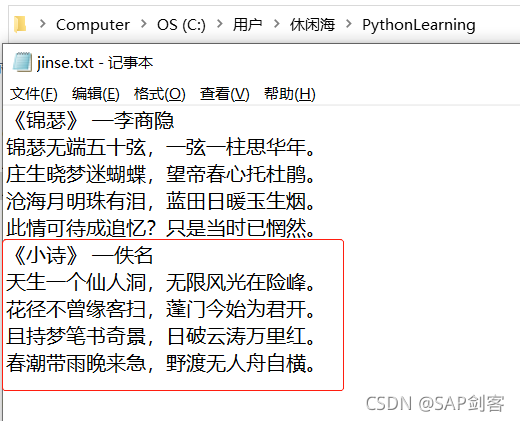 Computer > OS (C:) > 用户 > 休闲海 > PythonLearning
jinse.txt - 记事本
文件(F) 编辑(E) 格式(O) 查看(V) 帮助(H)
《锦瑟》 —李商隐
锦瑟无端五十弦，一弦一柱思华年。
庄生晓梦迷蝴蝶，望帝春心托杜鹃。
沧海月明珠有泪，蓝田日暖玉生烟。
此情可待成追忆？只是当时已惘然。
《小诗》 —佚名
天生一个仙人洞，无限风光在险峰。
花径不曾缘客扫，蓬门今始为君开。
且持梦笔书奇景，日破云涛万里红。
春潮带雨晚来急，野渡无人舟自横。
CSDN @SAP剑客